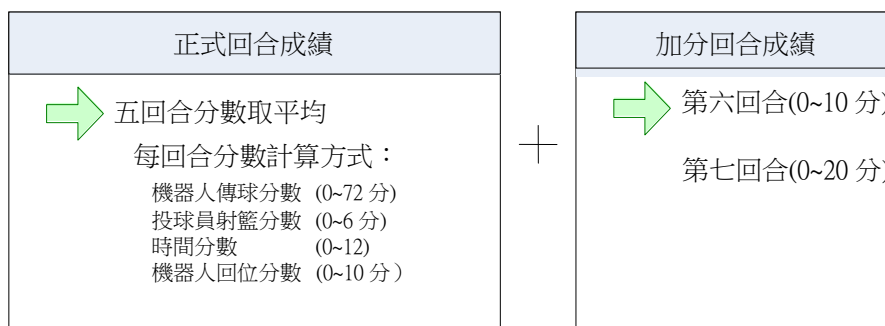 正式回合成績
五回合分數取平均
每回合分數計算方式：
機器人傳球分數 (0~72 分)
投球員射籃分數 (0~6 分)
時間分數 (0~12)
機器人回位分數 (0~10 分）
+
加分回合成績
第六回合(0~10 分)
第七回合(0~20 分)